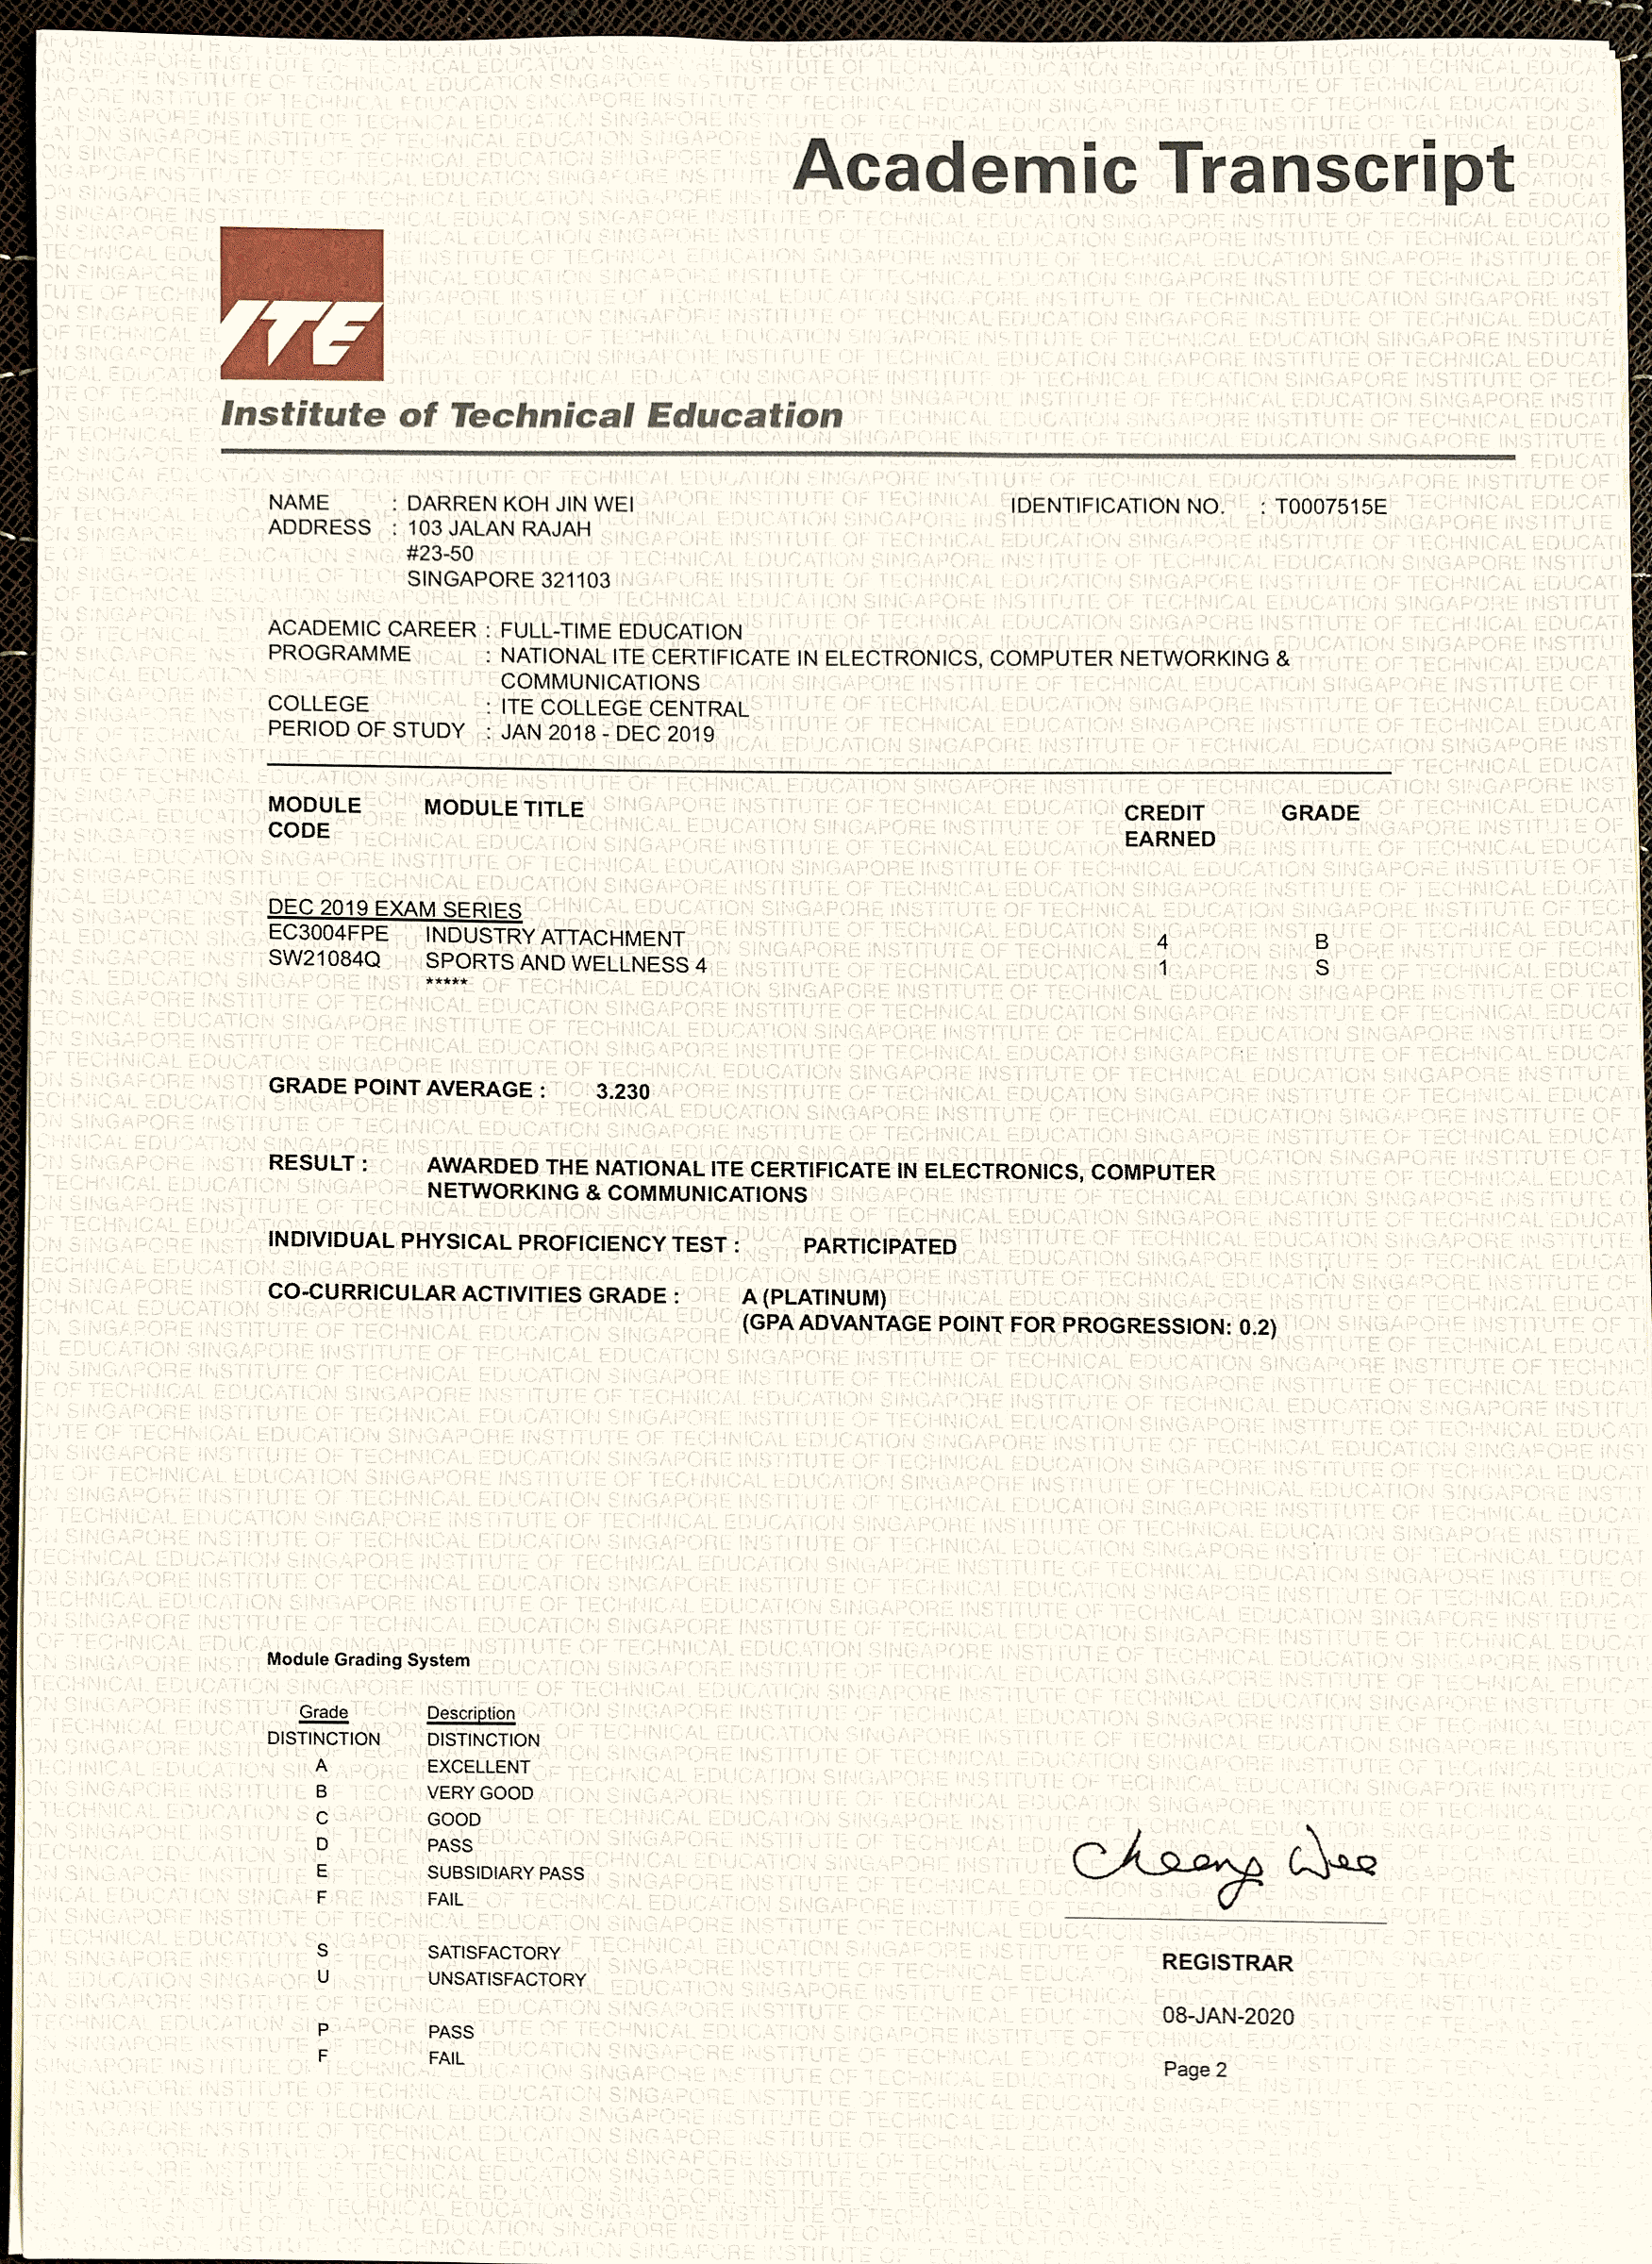 Academic Transcript
ITE
Institute of Technical Education
NAME : DARREN KOH JIN WEI IDENTIFICATION NO. : T0007515E
ADDRESS : 103 JALAN RAJAH
#23-50
SINGAPORE 321103
ACADEMIC CAREER : FULL-TIME EDUCATION
PROGRAMME : NATIONAL ITE CERTIFICATE IN ELECTRONICS, COMPUTER NETWORKING &
COMMUNICATIONS
COLLEGE : ITE COLLEGE CENTRAL
PERIOD OF STUDY : JAN 2018 - DEC 2019
MODULE MODULE TITLE CREDIT GRADE
CODE EARNED
DEC 2019 EXAM SERIES
EC3004FPE INDUSTRY ATTACHMENT 4 B
SW21084Q SPORTS AND WELLNESS 4 1 S
*****
GRADE POINT AVERAGE : 3.230
RESULT : AWARDED THE NATIONAL ITE CERTIFICATE IN ELECTRONICS, COMPUTER
NETWORKING & COMMUNICATIONS
INDIVIDUAL PHYSICAL PROFICIENCY TEST : PARTICIPATED
CO-CURRICULAR ACTIVITIES GRADE : A (PLATINUM)
(GPA ADVANTAGE POINT FOR PROGRESSION: 0.2)
Module Grading System
Grade Description
DISTINCTION DISTINCTION
A EXCELLENT
B VERY GOOD
C GOOD
D PASS
E SUBSIDIARY PASS
F FAIL
S SATISFACTORY
U UNSATISFACTORY
P PASS
F FAIL
Cheong Wee
REGISTRAR
08-JAN-2020
Page 2